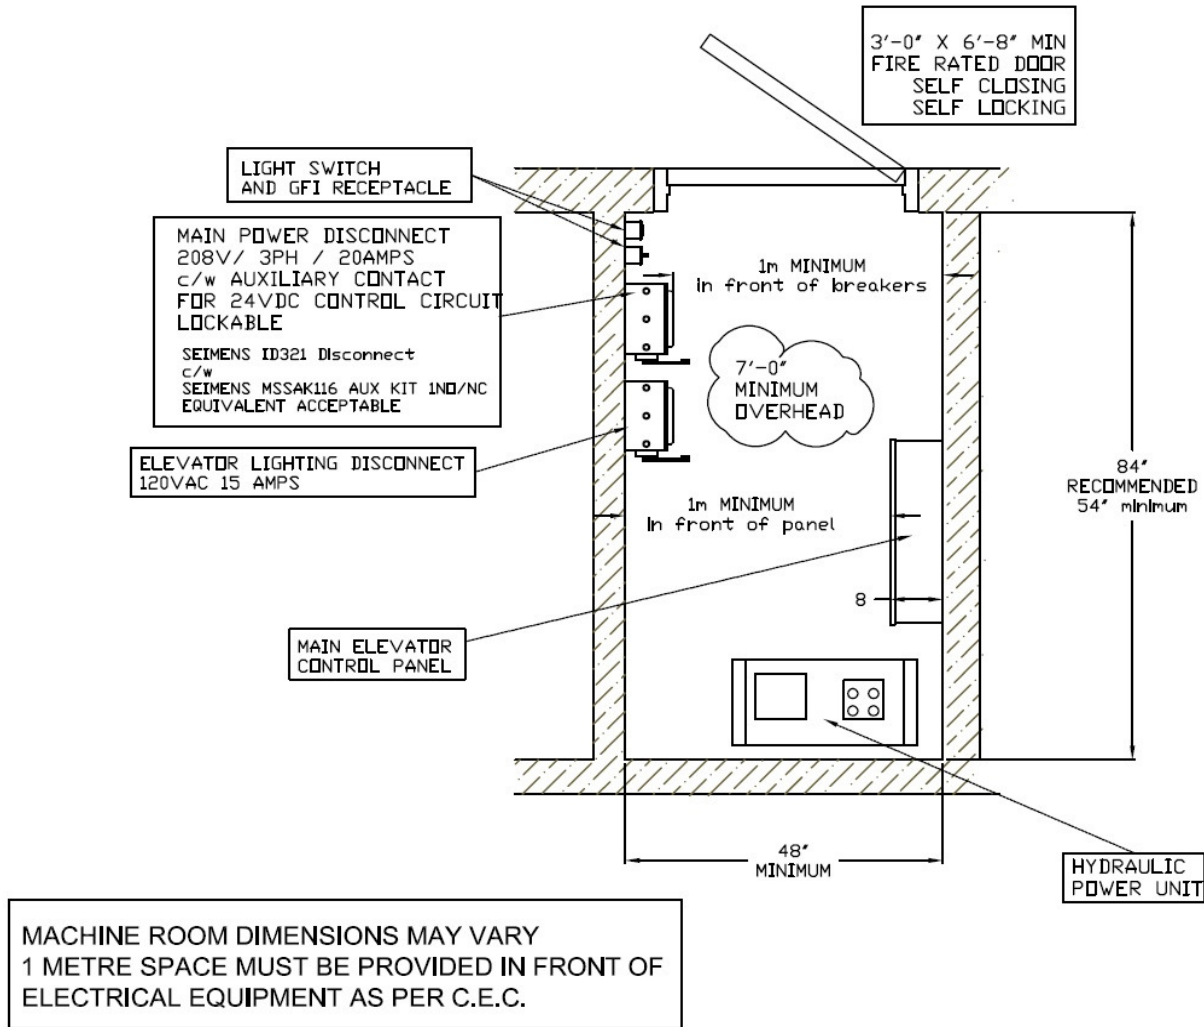 3'-0" X 6'-8" MIN
FIRE RATED DOOR
SELF CLOSING
SELF LOCKING
LIGHT SWITCH
AND GFI RECEPTACLE
MAIN POWER DISCONNECT
208V/ 3PH / 20AMPS
c/w AUXILIARY CONTACT
FOR 24VDC CONTROL CIRCUIT
LOCKABLE
SEIMENS ID321 Disconnect
c/w
SEIMENS MSSAK116 AUX KIT 1NO/NC
EQUIVALENT ACCEPTABLE
1m MINIMUM
in front of breakers
7'-0"
MINIMUM
OVERHEAD
ELEVATOR LIGHTING DISCONNECT
120VAC 15 AMPS
84"
RECOMMENDED
54" minimum
1m MINIMUM
in front of panel
8
MAIN ELEVATOR
CONTROL PANEL
48"
MINIMUM
HYDRAULIC
POWER UNIT
MACHINE ROOM DIMENSIONS MAY VARY
1 METRE SPACE MUST BE PROVIDED IN FRONT OF
ELECTRICAL EQUIPMENT AS PER C.E.C.